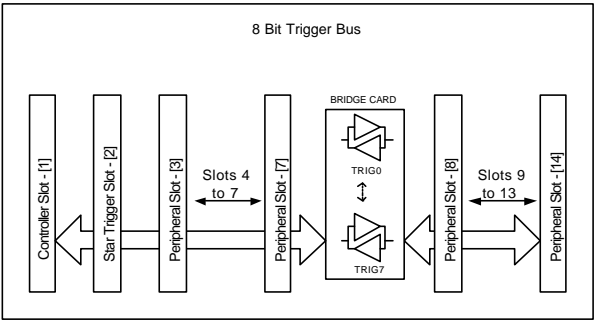 8 Bit Trigger Bus
BRIDGE CARD
Controller Slot - [1]
Star Trigger Slot - [2]
Peripheral Slot - [3]
Slots 4
to 7
Peripheral Slot - [7]
TRIG0
TRIG7
Peripheral Slot - [8]
Slots 9
to 13
Peripheral Slot - [14]